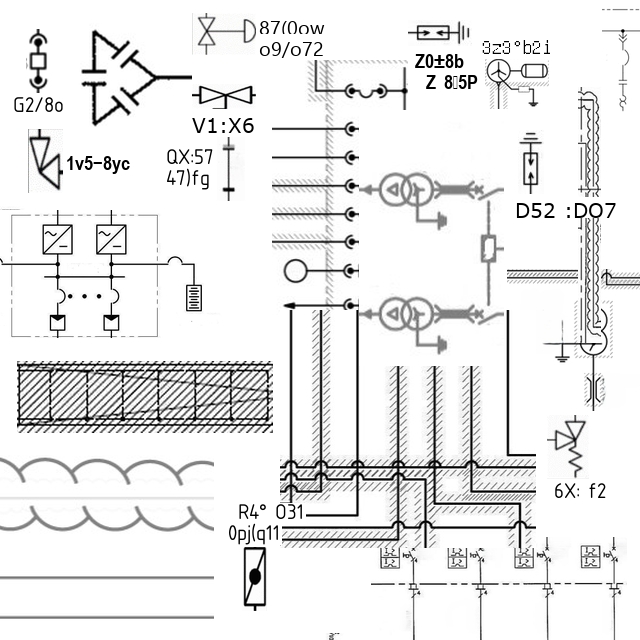 87(0ow
o9/o72
Z0±8b
Z 8▯5P
3z3°b2i
G2/8o
V1:X6
1v5-8yc
QX:57
47)fg
D52 :DO7
6X: f2
R4° O31
0pj(q11